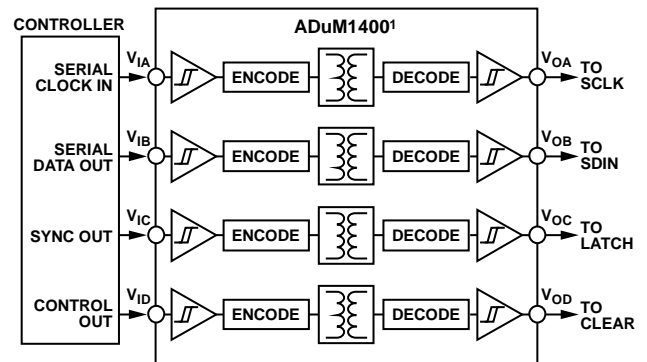 CONTROLLER
ADuM1400¹
SERIAL
CLOCK IN
V_IA
ENCODE
DECODE
V_OA
TO
SCLK
SERIAL
DATA OUT
V_IB
ENCODE
DECODE
V_OB
TO
SDIN
SYNC OUT
V_IC
ENCODE
DECODE
V_OC
TO
LATCH
CONTROL
OUT
V_ID
ENCODE
DECODE
V_OD
TO
CLEAR